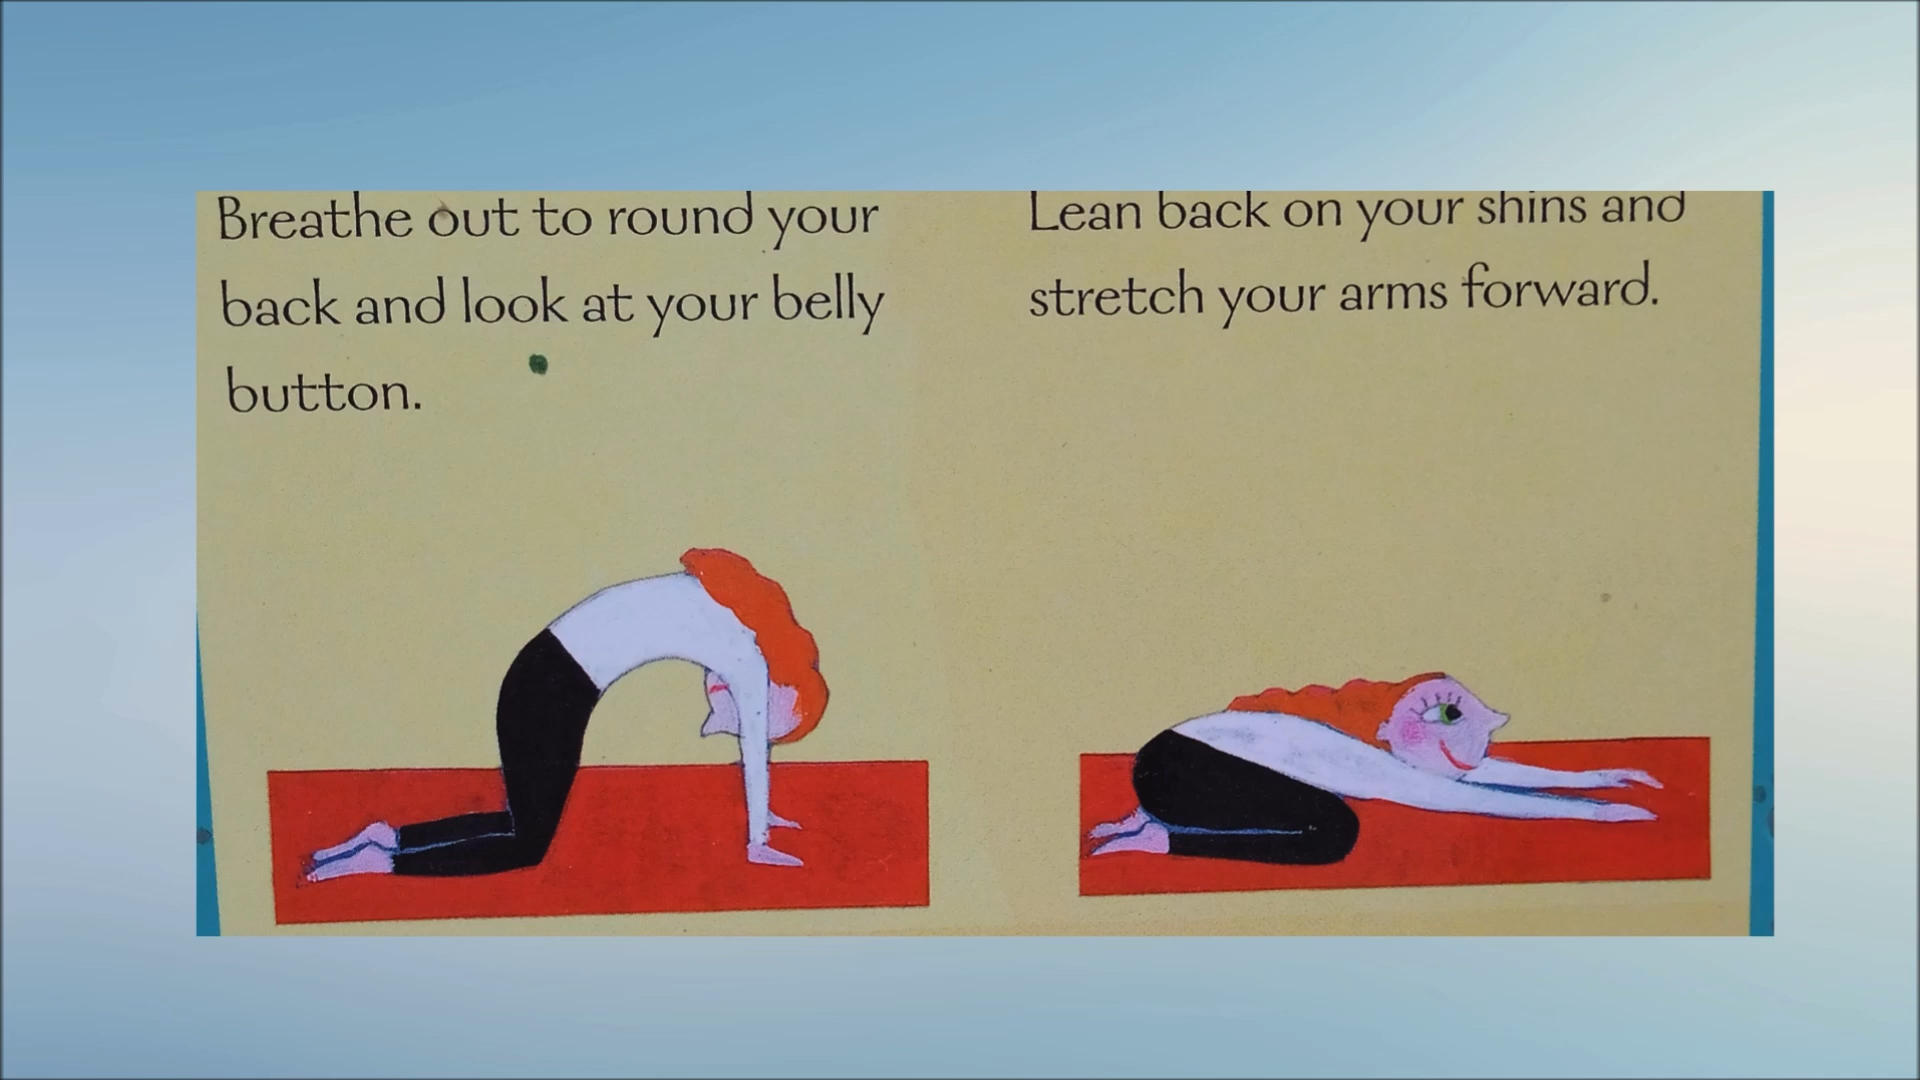 Breathe out to round your
back and look at your belly
button.
Lean back on your shins and
stretch your arms forward.